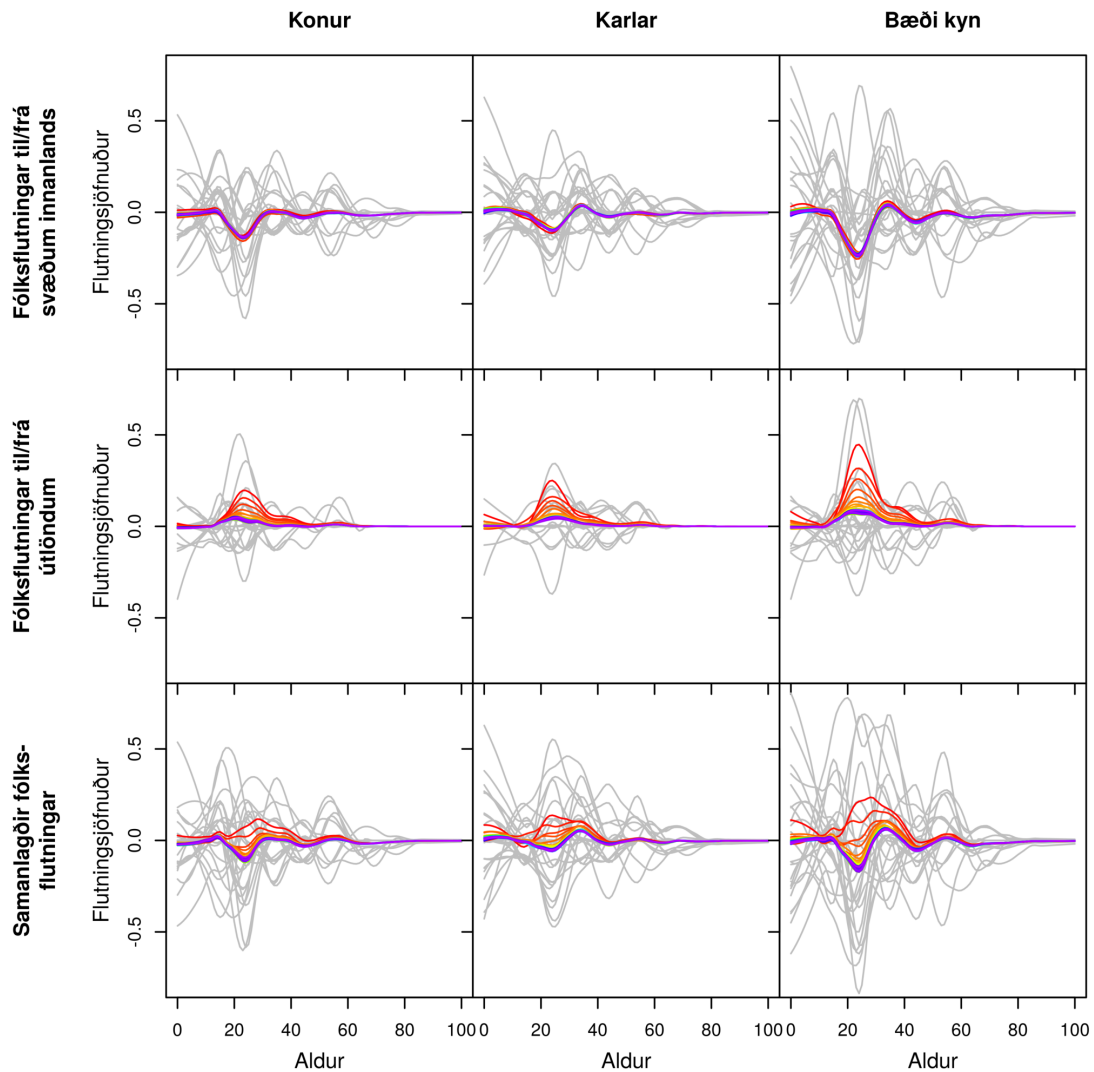 Konur Karlar Bæði kyn
Fólksflutningar til/frá
svæðum innanlands
Flutningsjöfnuður
0.5
0.0
-0.5
Fólksflutningar til/frá
útlöndum
Flutningsjöfnuður
0.5
0.0
-0.5
Samanlagðir fólks-
flutningar
Flutningsjöfnuður
0.5
0.0
-0.5
0 20 40 60 80 100 0 20 40 60 80 100 0 20 40 60 80 100
Aldur Aldur Aldur